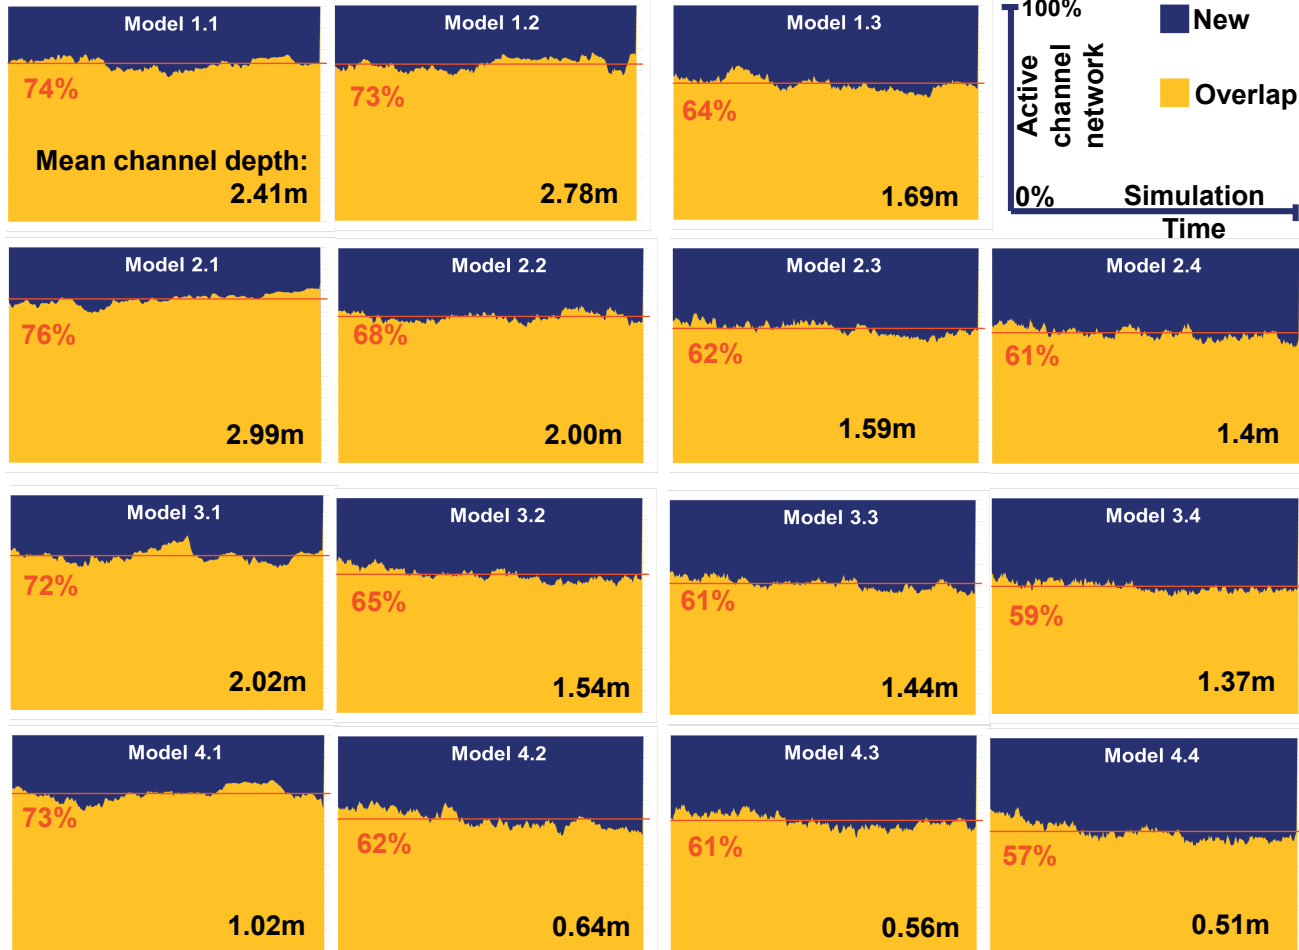 Model 1.1
74%
Mean channel depth:
2.41m
Model 1.2
73%
2.78m
Model 1.3
64%
1.69m
100%
Active
channel
network
0%
Simulation
Time
New
Overlap
Model 2.1
76%
2.99m
Model 2.2
68%
2.00m
Model 2.3
62%
1.59m
Model 2.4
61%
1.4m
Model 3.1
72%
2.02m
Model 3.2
65%
1.54m
Model 3.3
61%
1.44m
Model 3.4
59%
1.37m
Model 4.1
73%
1.02m
Model 4.2
62%
0.64m
Model 4.3
61%
0.56m
Model 4.4
57%
0.51m